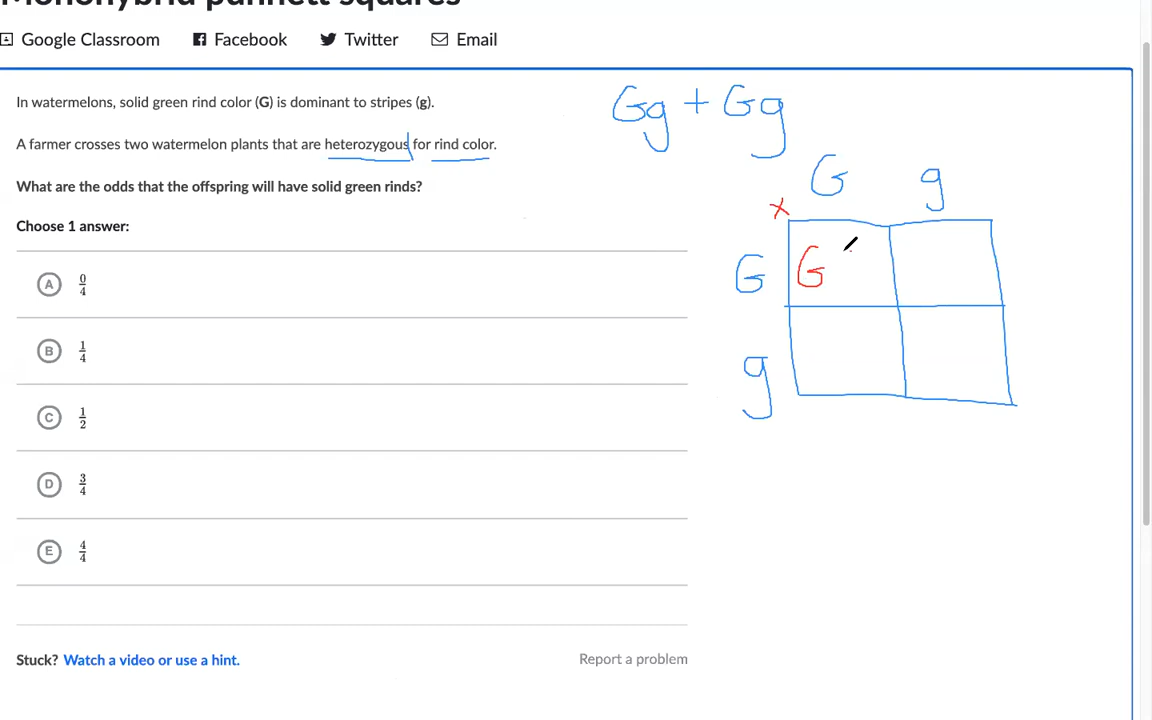 Monohybrid punnett squares
Google Classroom Facebook Twitter Email
In watermelons, solid green rind color (G) is dominant to stripes (g).
A farmer crosses two watermelon plants that are heterozygous for rind color.
What are the odds that the offspring will have solid green rinds?
Choose 1 answer:
A 0/4
B 1/4
C 1/2
D 3/4
E 4/4
Stuck? Watch a video or use a hint.
Report a problem
Gg + Gg
G g
x
G G
g